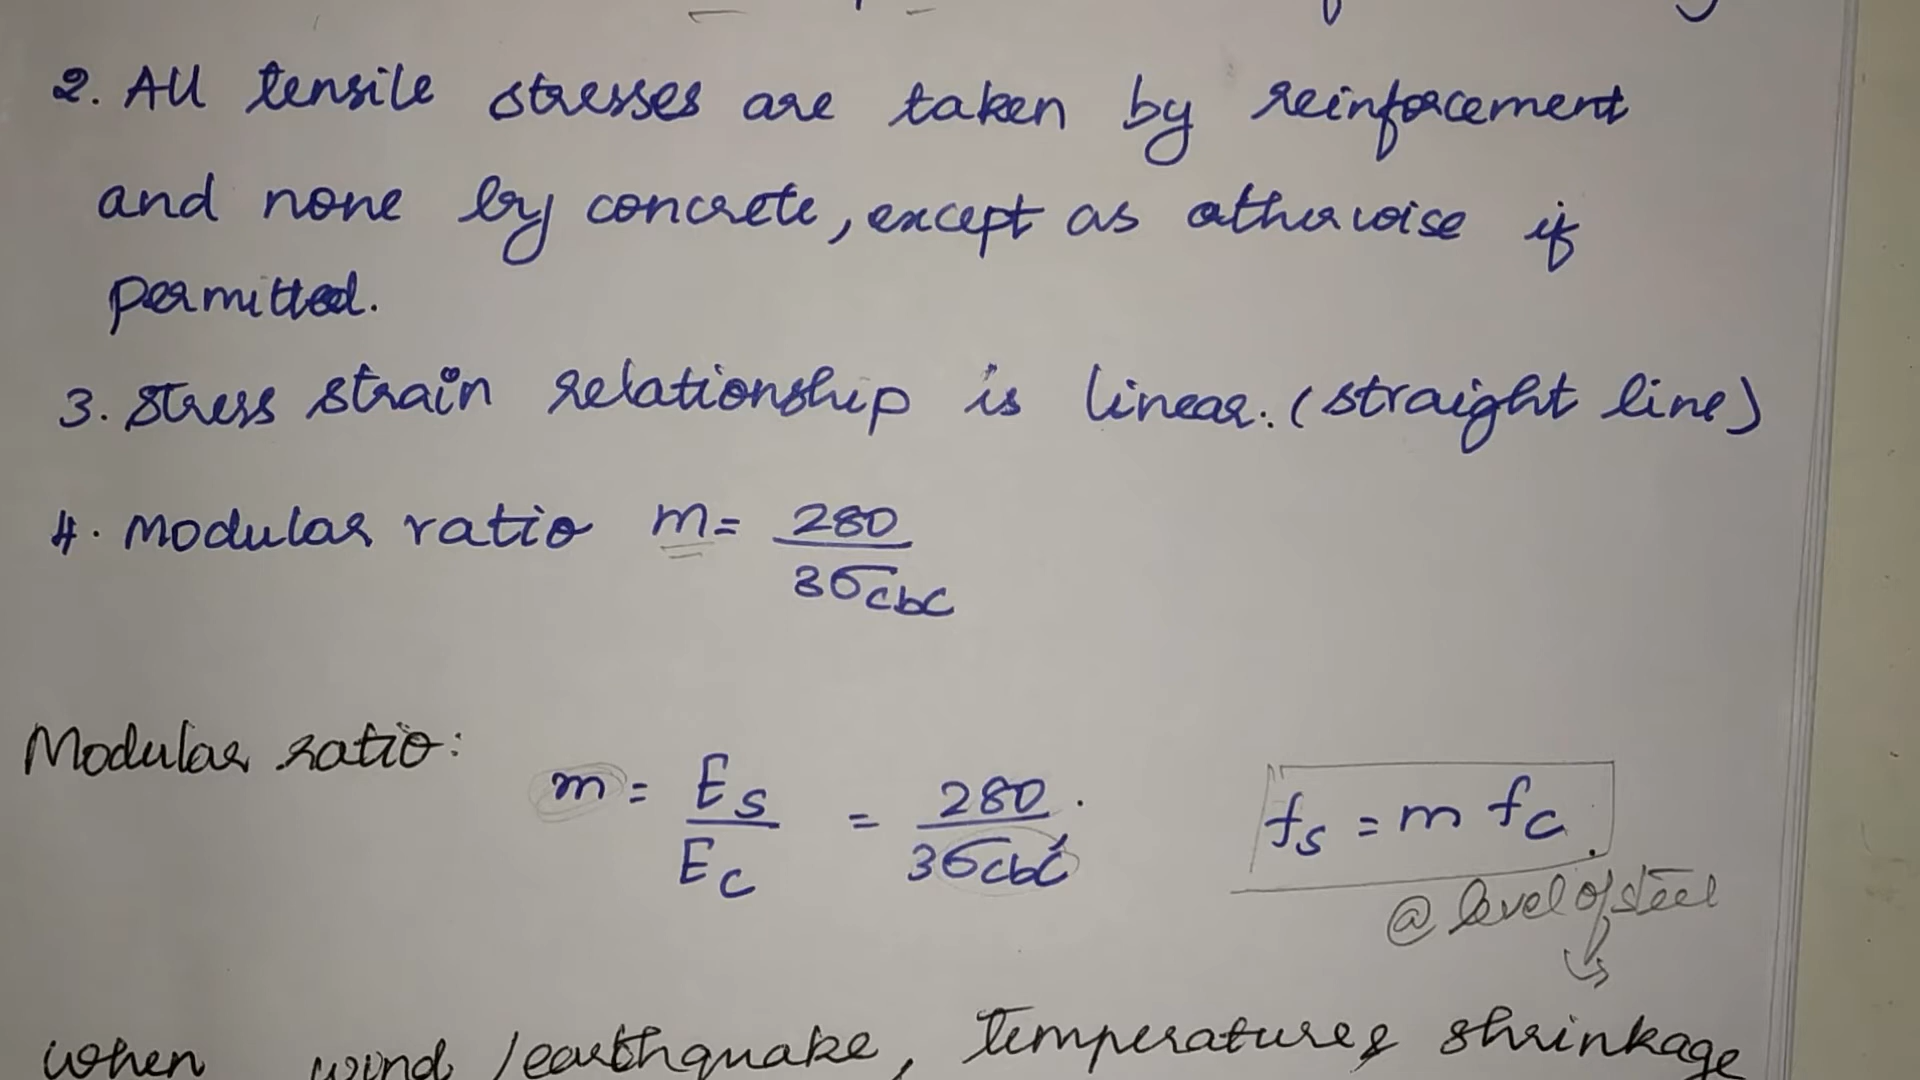 2. All tensile stresses are taken by reinforcement
and none by concrete, except as otherwise if
permitted.
3. Stress strain relationship is linear. (straight line)
4. Modular ratio m = 280 / 3σcbc
Modular ratio:
m = Es / Ec = 280 / 3σcbc
fs = m fc.
@ level of steel
when wind / earthquake, temperatures shrinkage